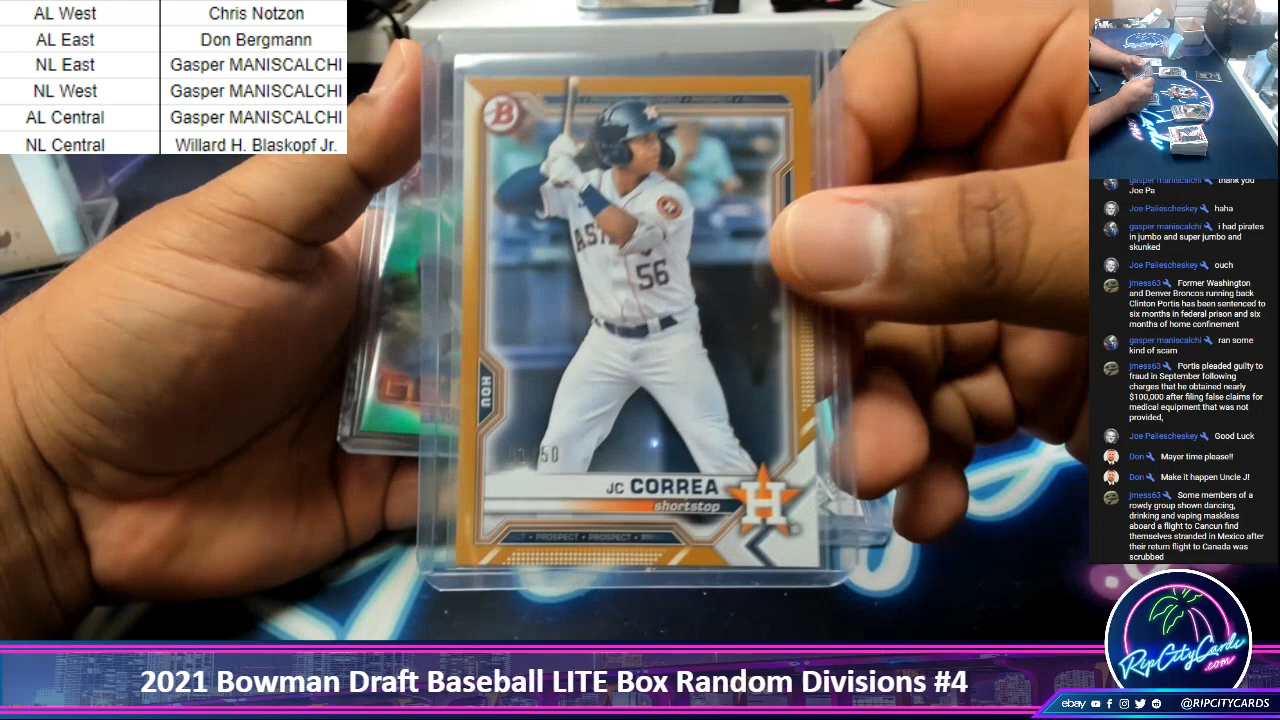 AL West Chris Notzon
AL East Don Bergmann
NL East Gasper MANISCALCHI
NL West Gasper MANISCALCHI
AL Central Gasper MANISCALCHI
NL Central Willard H. Blaskopf Jr.
B
56
HOU
/50
JC CORREA
shortstop
H
PROSPECT • PROSPECT •
gasper maniscalchi thank you
Joe Pa
Joe Paliescheskey haha
gasper maniscalchi i had pirates
in jumbo and super jumbo and
skunked
Joe Paliescheskey ouch
jmess63 Former Washington
and Denver Broncos running back
Clinton Portis has been sentenced to
six months in federal prison and six
months of home confinement
gasper maniscalchi ran some
kind of scam
jmess63 Portis pleaded guilty to
fraud in September following
charges that he obtained nearly
$100,000 after filing false claims for
medical equipment that was not
provided,
Joe Paliescheskey Good Luck
Don Mayer time please!!
Don Make it happen Uncle J!
jmess63 Some members of a
rowdy group shown dancing,
drinking and vaping maskless
aboard a flight to Cancun find
themselves stranded in Mexico after
their return flight to Canada was
scrubbed
RipCityCards
.com
2021 Bowman Draft Baseball LITE Box Random Divisions #4
ebay @RIPCITYCARDS